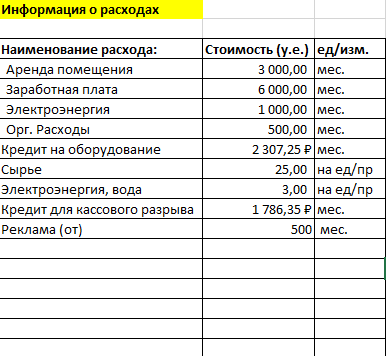 Информация о расходах
Наименование расхода: Стоимость (у.е.) ед/изм.
Аренда помещения 3 000,00 мес.
Заработная плата 6 000,00 мес.
Электроэнергия 1 000,00 мес.
Орг. Расходы 500,00 мес.
Кредит на оборудование 2 307,25 ₽ мес.
Сырье 25,00 на ед/пр
Электроэнергия, вода 3,00 на ед/пр
Кредит для кассового разрыва 1 786,35 ₽ мес.
Реклама (от) 500 мес.